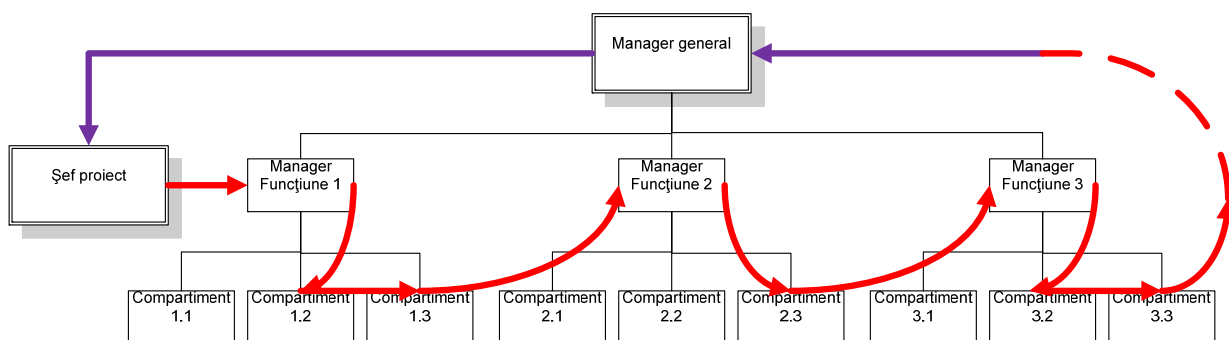 Manager general
Şef proiect
Manager
Funcţiune 1
Manager
Funcţiune 2
Manager
Funcţiune 3
Compartiment
1.1
Compartiment
1.2
Compartiment
1.3
Compartiment
2.1
Compartiment
2.2
Compartiment
2.3
Compartiment
3.1
Compartiment
3.2
Compartiment
3.3